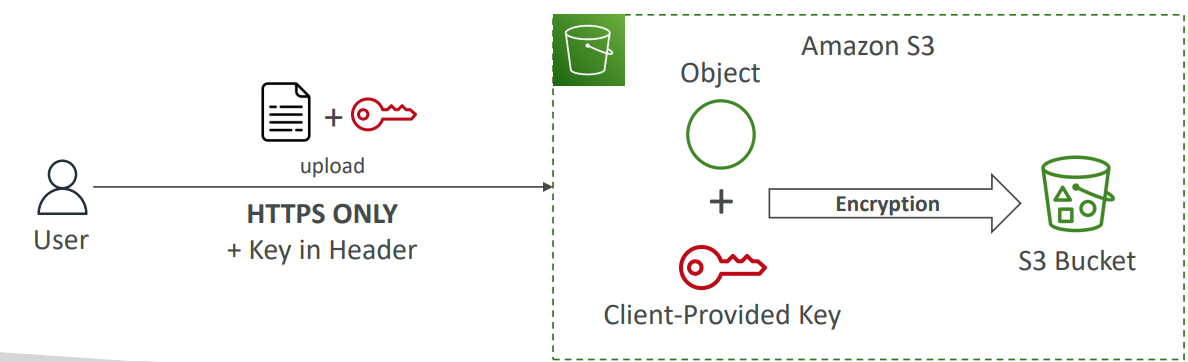 Amazon S3
Object
+
upload
HTTPS ONLY
+ Key in Header
User
+
Encryption
S3 Bucket
Client-Provided Key